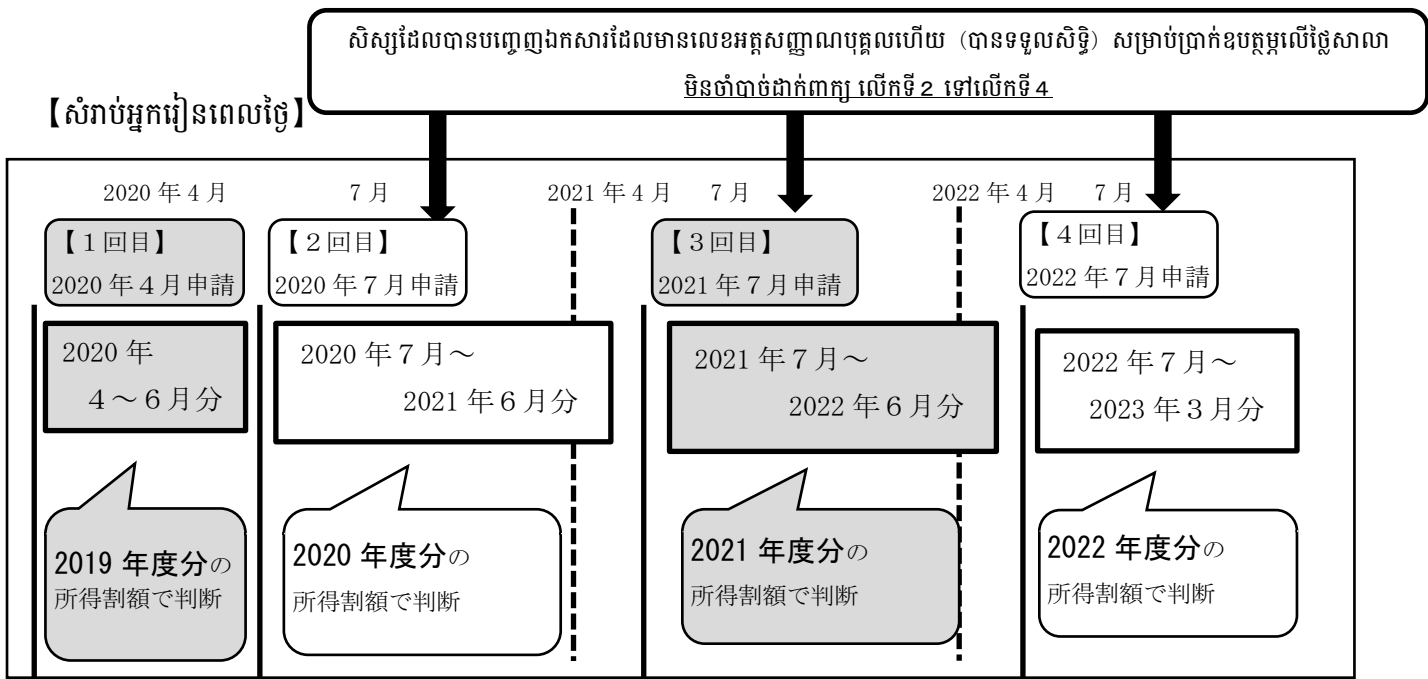 សិស្សដែលបានបញ្ចេញឯកសារដែលមានលេខអត្តសញ្ញាណបុគ្គលហើយ (បានទទួលសិទ្ធិ) សម្រាប់ប្រាក់ឧបត្ថម្ភលើថ្លៃសាលា
មិនចាំបាច់ដាក់ពាក្យ លើកទី2 ទៅលើកទី4
【សំរាប់អ្នករៀនពេលថ្ងៃ】
2020 年 4 月 7 月 2021 年 4 月 7 月 2022 年 4 月 7 月
【１回目】
2020 年４月申請
【２回目】
2020 年７月申請
【３回目】
2021 年７月申請
【４回目】
2022 年７月申請
2020 年
４～６月分
2020 年７月～
2021 年６月分
2021 年７月～
2022 年６月分
2022 年７月～
2023 年３月分
2019 年度分の
所得割額で判断
2020 年度分の
所得割額で判断
2021 年度分の
所得割額で判断
2022 年度分の
所得割額で判断